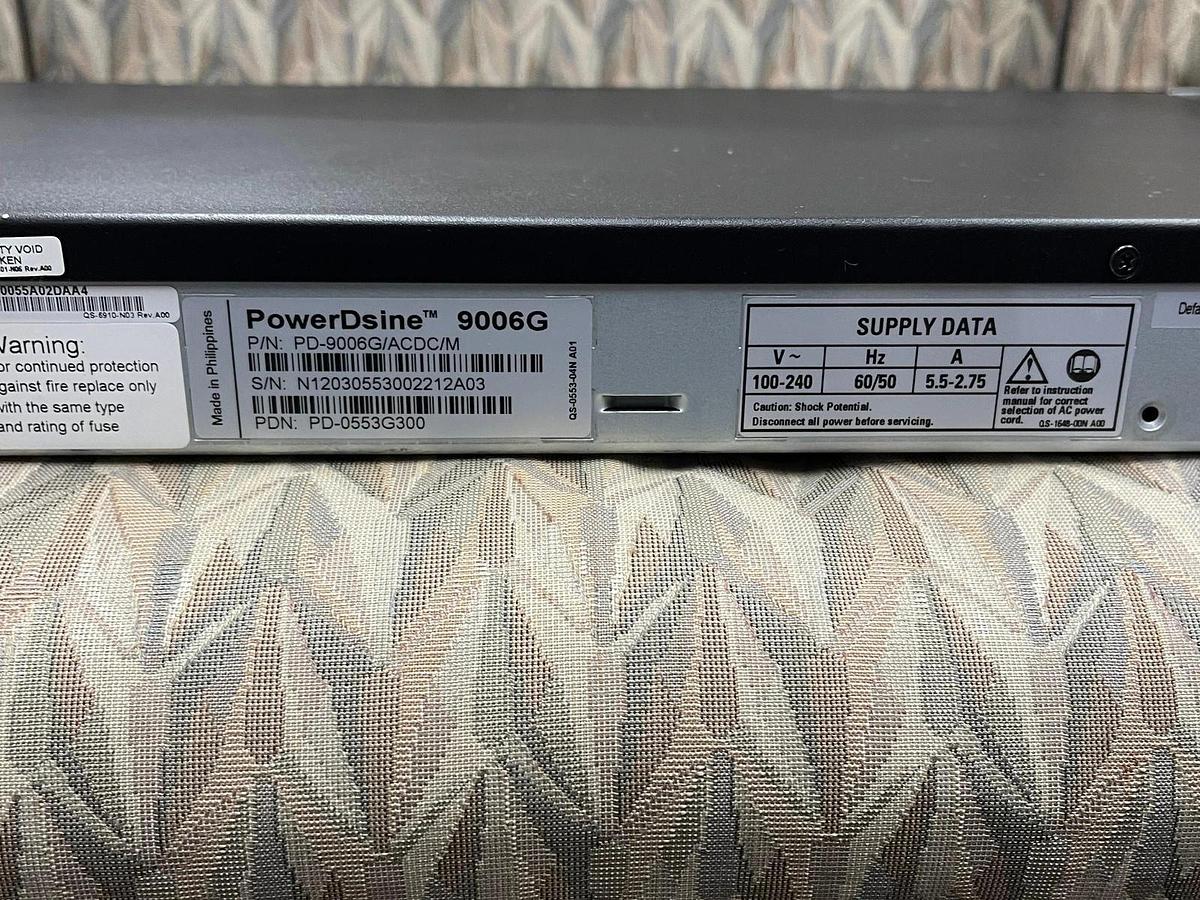 TY VOID
KEN
01-N06 Rev.A00
0055A02DAA4
QS-6910-N03 Rev.A00
Warning:
or continued protection
gainst fire replace only
with the same type
and rating of fuse
Made in Philippines
PowerDsine™ 9006G
P/N: PD-9006G/ACDC/M
S/N: N12030553002212A03
PDN: PD-0553G300
QS-0553-04N A01
SUPPLY DATA
V ~ Hz A
100-240 60/50 5.5-2.75
Caution: Shock Potential.
Disconnect all power before servicing.
Refer to instruction
manual for correct
selection of AC power
cord. QS-1648-00N A00
Defa